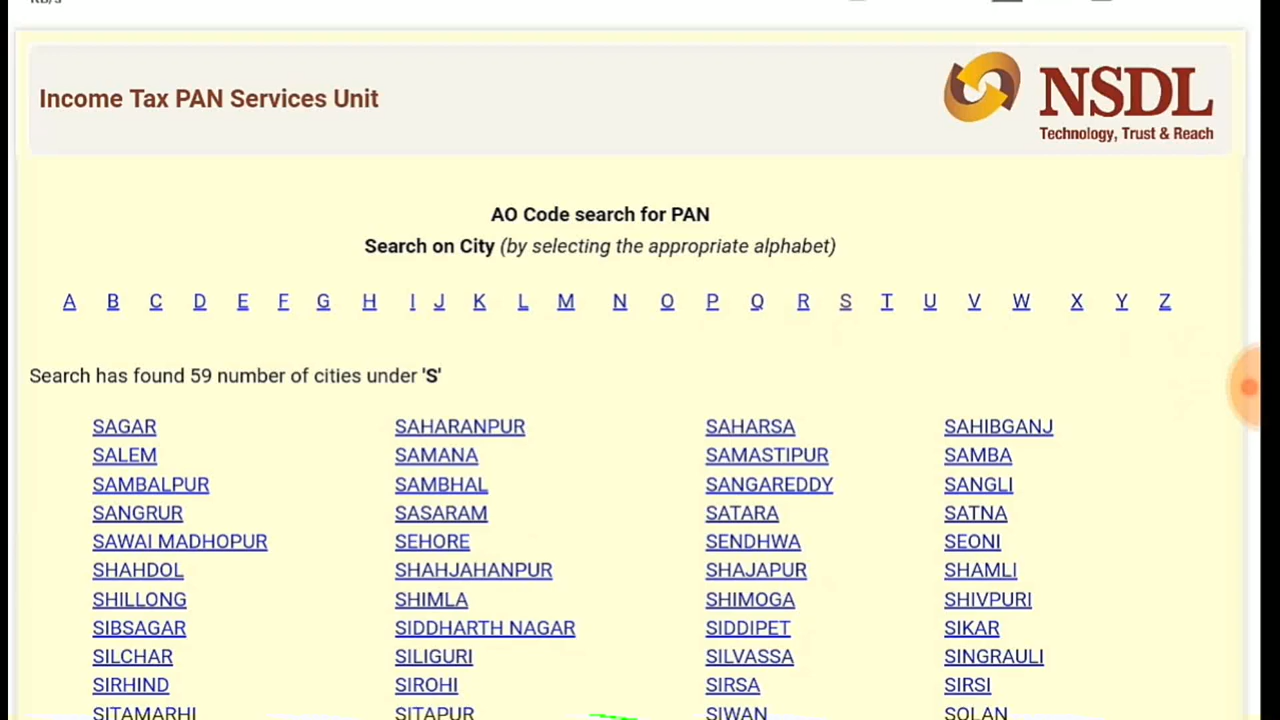 Income Tax PAN Services Unit
NSDL
Technology, Trust & Reach
AO Code search for PAN
Search on City (by selecting the appropriate alphabet)
A B C D E F G H I J K L M N O P Q R S T U V W X Y Z
Search has found 59 number of cities under 'S'
SAGAR SAHARANPUR SAHARSA SAHIBGANJ
SALEM SAMANA SAMASTIPUR SAMBA
SAMBALPUR SAMBHAL SANGAREDDY SANGLI
SANGRUR SASARAM SATARA SATNA
SAWAI MADHOPUR SEHORE SENDHWA SEONI
SHAHDOL SHAHJAHANPUR SHAJAPUR SHAMLI
SHILLONG SHIMLA SHIMOGA SHIVPURI
SIBSAGAR SIDDHARTH NAGAR SIDDIPET SIKAR
SILCHAR SILIGURI SILVASSA SINGRAULI
SIRHIND SIROHI SIRSA SIRSI
SITAMARHI SITAPUR SIWAN SOLAN